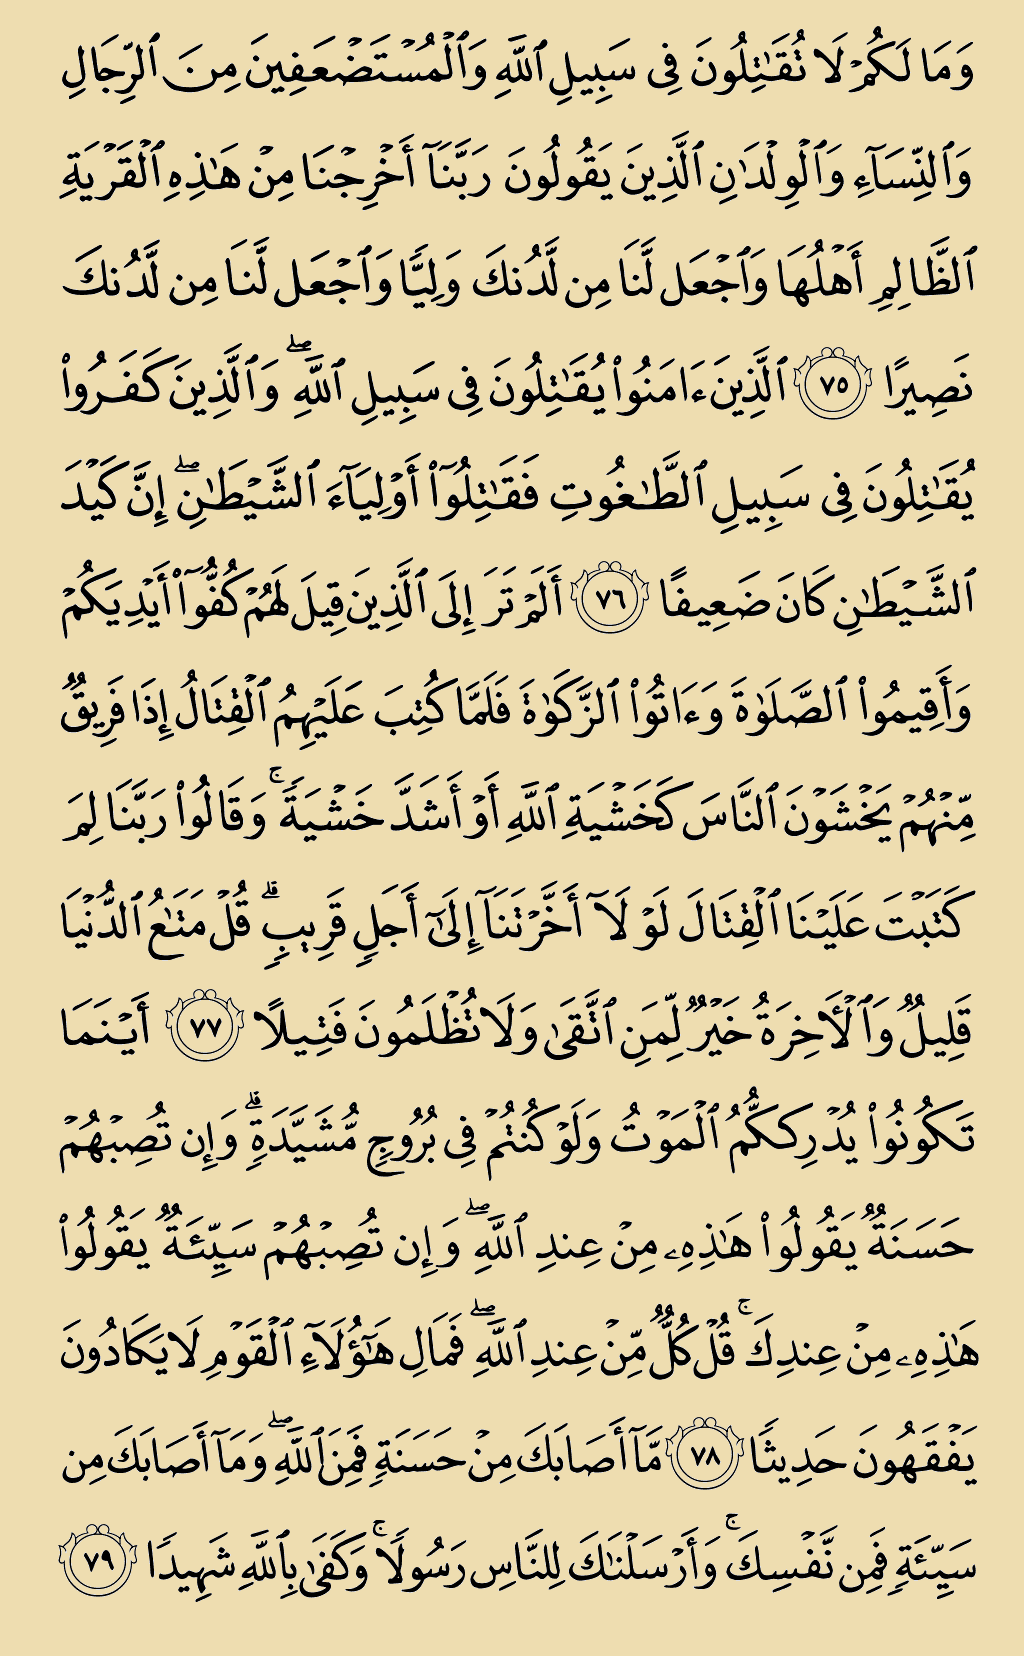 وَمَا لَكُمْ لَا تُقَـٰتِلُونَ فِى سَبِيلِ ٱللَّهِ وَٱلْمُسْتَضْعَفِينَ مِنَ ٱلرِّجَالِ
وَٱلنِّسَآءِ وَٱلْوِلْدَٰنِ ٱلَّذِينَ يَقُولُونَ رَبَّنَآ أَخْرِجْنَا مِنْ هَـٰذِهِ ٱلْقَرْيَةِ
ٱلظَّالِمِ أَهْلُهَا وَٱجْعَل لَّنَا مِن لَّدُنكَ وَلِيًّا وَٱجْعَل لَّنَا مِن لَّدُنكَ
نَصِيرًا ٧٥ ٱلَّذِينَ ءَامَنُوا۟ يُقَـٰتِلُونَ فِى سَبِيلِ ٱللَّهِ ۖ وَٱلَّذِينَ كَفَرُوا۟
يُقَـٰتِلُونَ فِى سَبِيلِ ٱلطَّـٰغُوتِ فَقَـٰتِلُوٓا۟ أَوْلِيَآءَ ٱلشَّيْطَـٰنِ ۖ إِنَّ كَيْدَ
ٱلشَّيْطَـٰنِ كَانَ ضَعِيفًا ٧٦ أَلَمْ تَرَ إِلَى ٱلَّذِينَ قِيلَ لَهُمْ كُفُّوٓا۟ أَيْدِيَكُمْ
وَأَقِيمُوا۟ ٱلصَّلَوٰةَ وَءَاتُوا۟ ٱلزَّكَوٰةَ فَلَمَّا كُتِبَ عَلَيْهِمُ ٱلْقِتَالُ إِذَا فَرِيقٌ
مِّنْهُمْ يَخْشَوْنَ ٱلنَّاسَ كَخَشْيَةِ ٱللَّهِ أَوْ أَشَدَّ خَشْيَةً ۚ وَقَالُوا۟ رَبَّنَا لِمَ
كَتَبْتَ عَلَيْنَا ٱلْقِتَالَ لَوْلَآ أَخَّرْتَنَآ إِلَىٰٓ أَجَلٍ قَرِيبٍ ۗ قُلْ مَتَـٰعُ ٱلدُّنْيَا
قَلِيلٌ وَٱلْـَٔاخِرَةُ خَيْرٌ لِّمَنِ ٱتَّقَىٰ وَلَا تُظْلَمُونَ فَتِيلًا ٧٧ أَيْنَمَا
تَكُونُوا۟ يُدْرِككُّمُ ٱلْمَوْتُ وَلَوْ كُنتُمْ فِى بُرُوجٍ مُّشَيَّدَةٍ ۗ وَإِن تُصِبْهُمْ
حَسَنَةٌ يَقُولُوا۟ هَـٰذِهِۦ مِنْ عِندِ ٱللَّهِ ۖ وَإِن تُصِبْهُمْ سَيِّئَةٌ يَقُولُوا۟
هَـٰذِهِۦ مِنْ عِندِكَ ۚ قُلْ كُلٌّ مِّنْ عِندِ ٱللَّهِ ۖ فَمَالِ هَـٰٓؤُلَآءِ ٱلْقَوْمِ لَا يَكَادُونَ
يَفْقَهُونَ حَدِيثًا ٧٨ مَّآ أَصَابَكَ مِنْ حَسَنَةٍ فَمِنَ ٱللَّهِ ۖ وَمَآ أَصَابَكَ مِن
سَيِّئَةٍ فَمِن نَّفْسِكَ ۚ وَأَرْسَلْنَـٰكَ لِلنَّاسِ رَسُولًا ۚ وَكَفَىٰ بِٱللَّهِ شَهِيدًا ٧٩